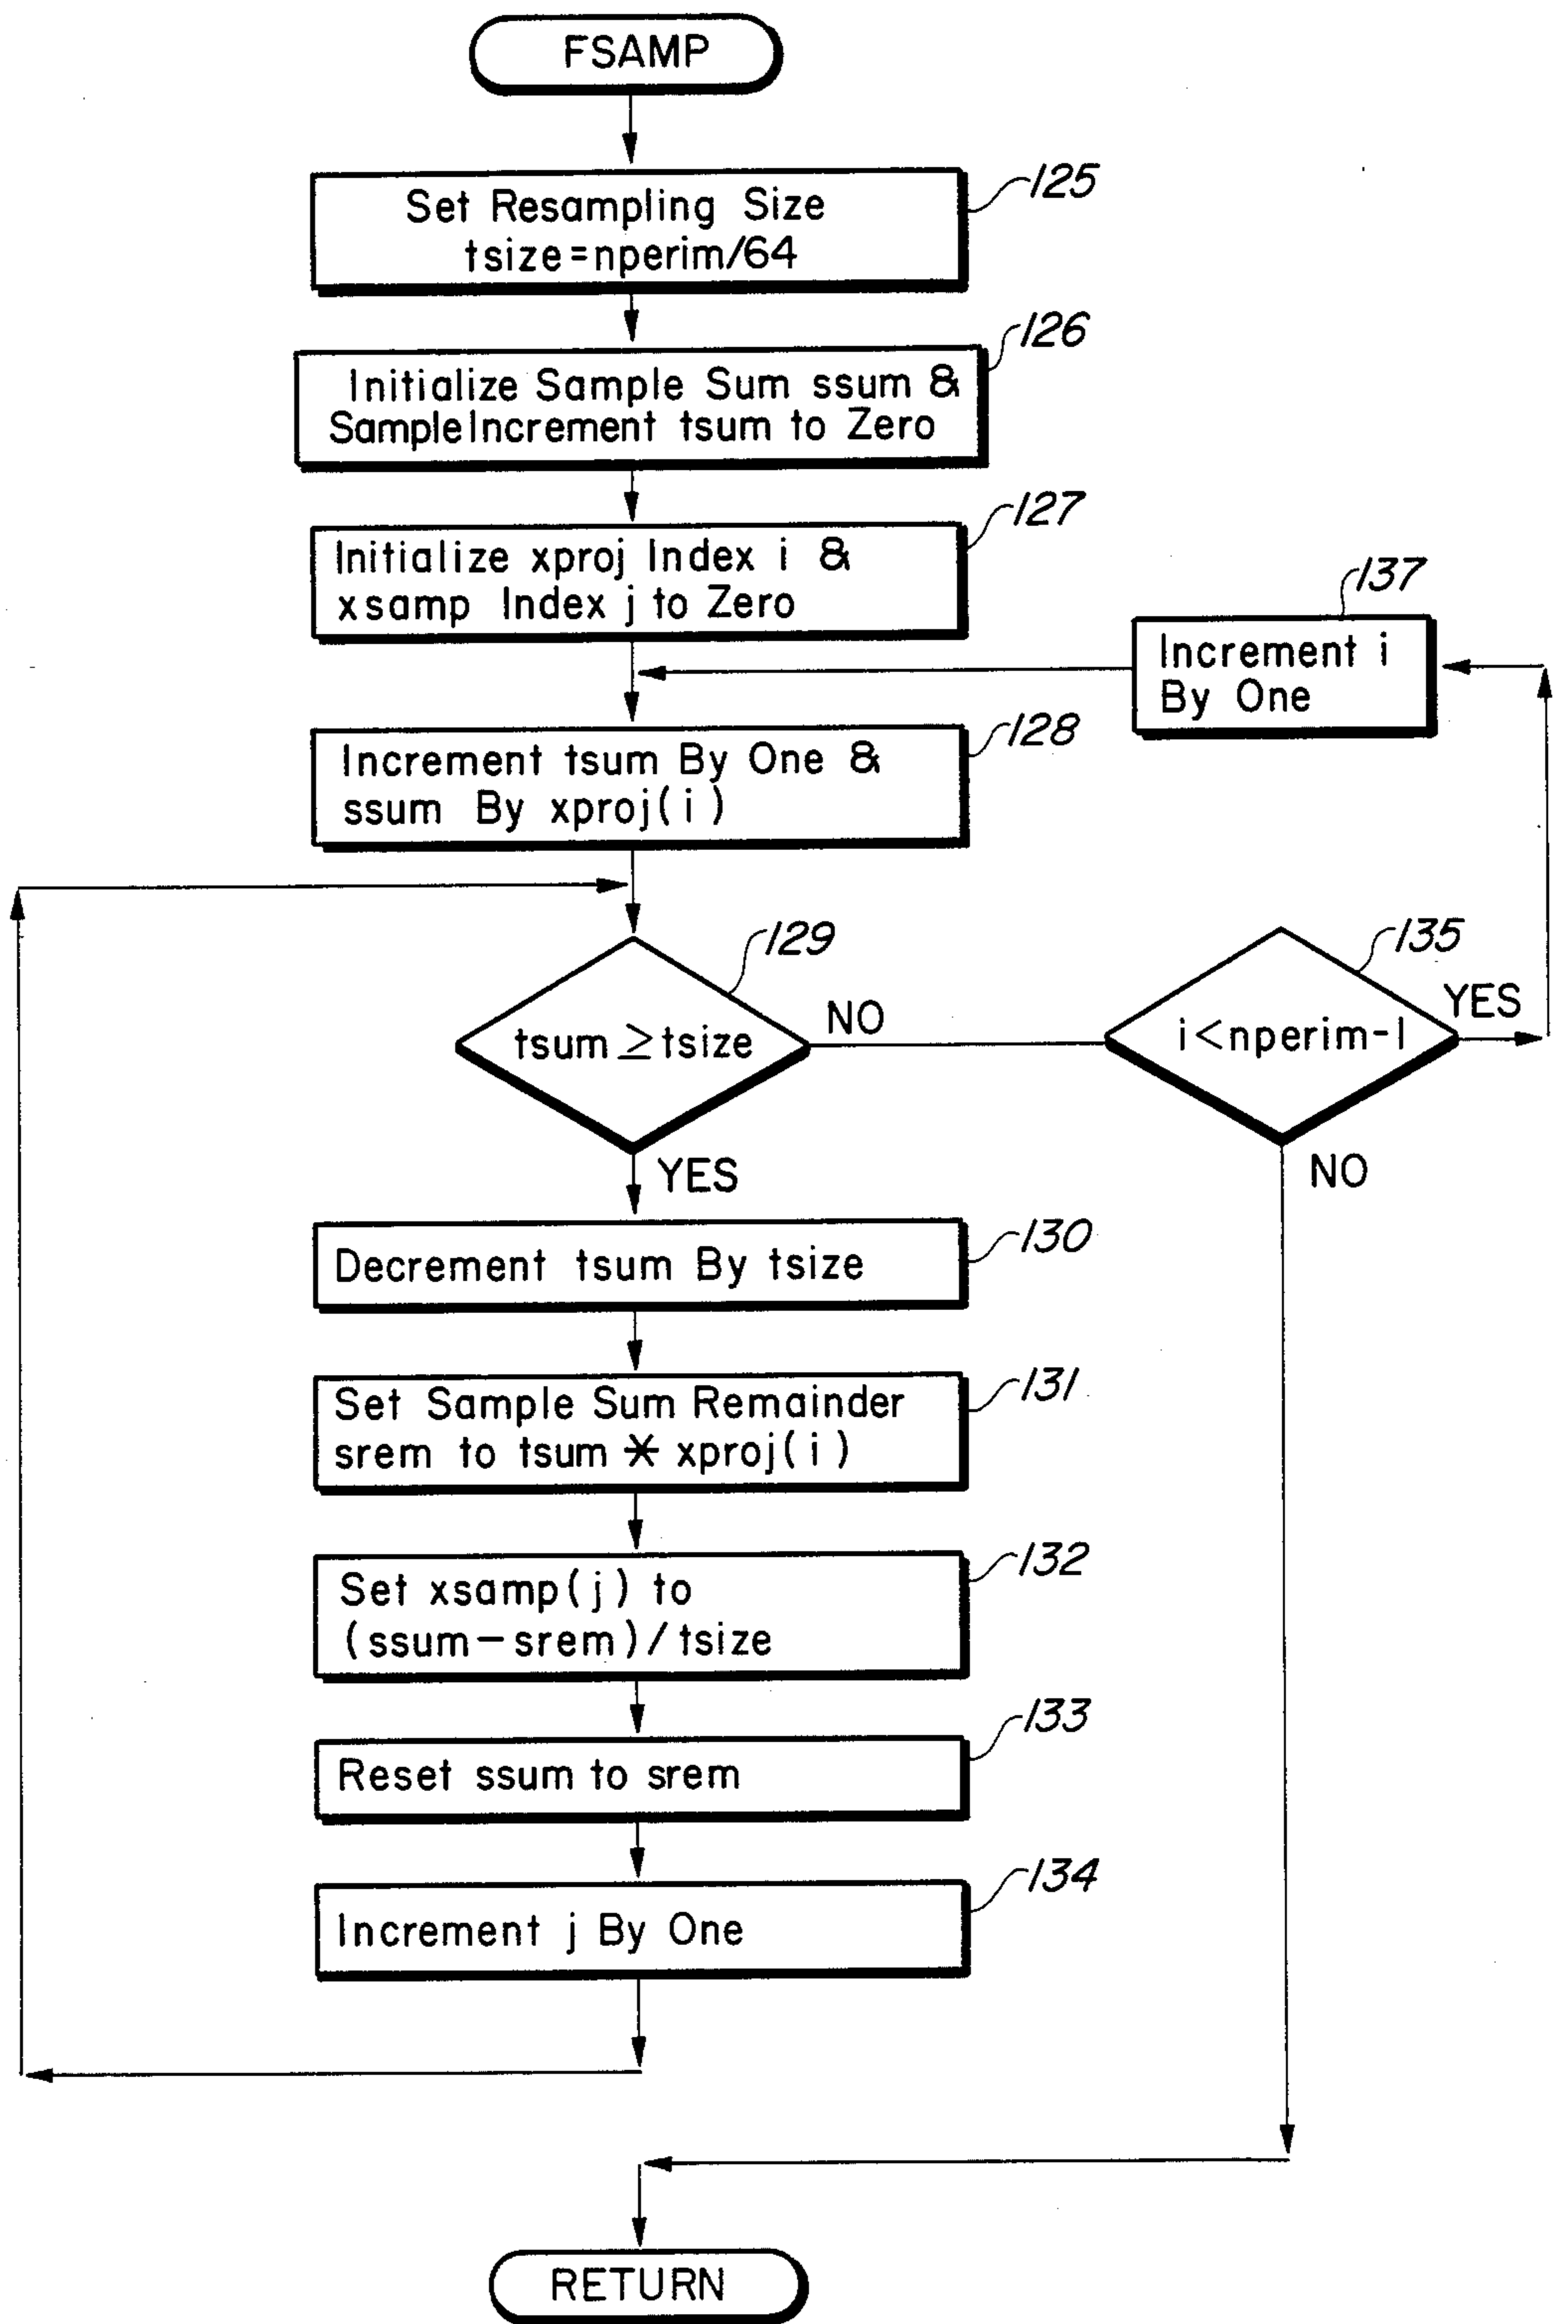 FSAMP
125
Set Resampling Size
tsize=nperim/64
126
Initialize Sample Sum ssum &
Sample Increment tsum to Zero
127
Initialize xproj Index i &
xsamp Index j to Zero
137
Increment i
By One
128
Increment tsum By One &
ssum By xproj(i)
129
tsum ≥ tsize
NO
YES
135
i<nperim-1
YES
NO
130
Decrement tsum By tsize
131
Set Sample Sum Remainder
srem to tsum * xproj(i)
132
Set xsamp(j) to
(ssum-srem)/tsize
133
Reset ssum to srem
134
Increment j By One
RETURN